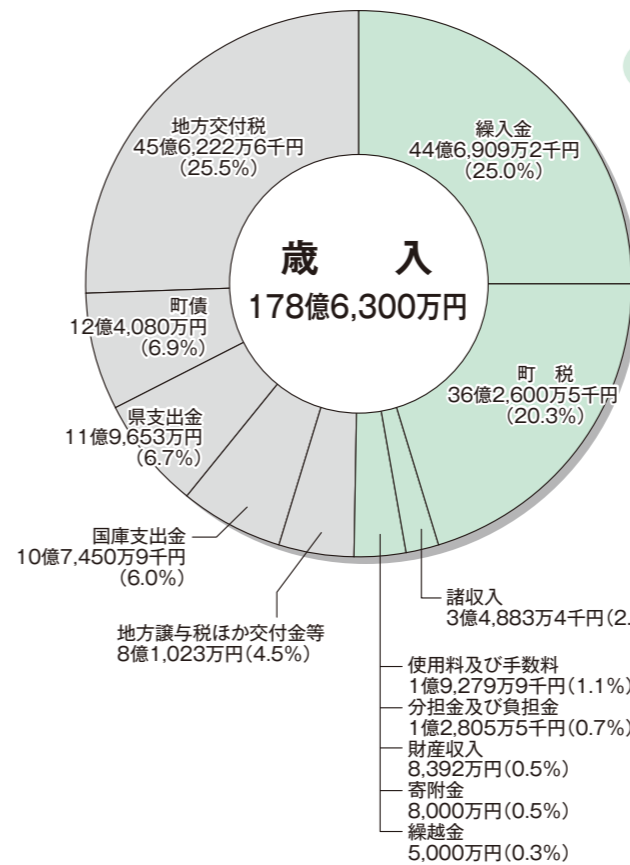 歳　入
178億6,300万円
繰入金
44億6,909万2千円
(25.0%)
町　税
36億2,600万5千円
(20.3%)
諸収入
3億4,883万4千円(2.
使用料及び手数料
1億9,279万9千円(1.1%)
分担金及び負担金
1億2,805万5千円(0.7%)
財産収入
8,392万円(0.5%)
寄附金
8,000万円(0.5%)
繰越金
5,000万円(0.3%)
地方譲与税ほか交付金等
8億1,023万円(4.5%)
国庫支出金
10億7,450万9千円
(6.0%)
県支出金
11億9,653万円
(6.7%)
町債
12億4,080万円
(6.9%)
地方交付税
45億6,222万6千円
(25.5%)